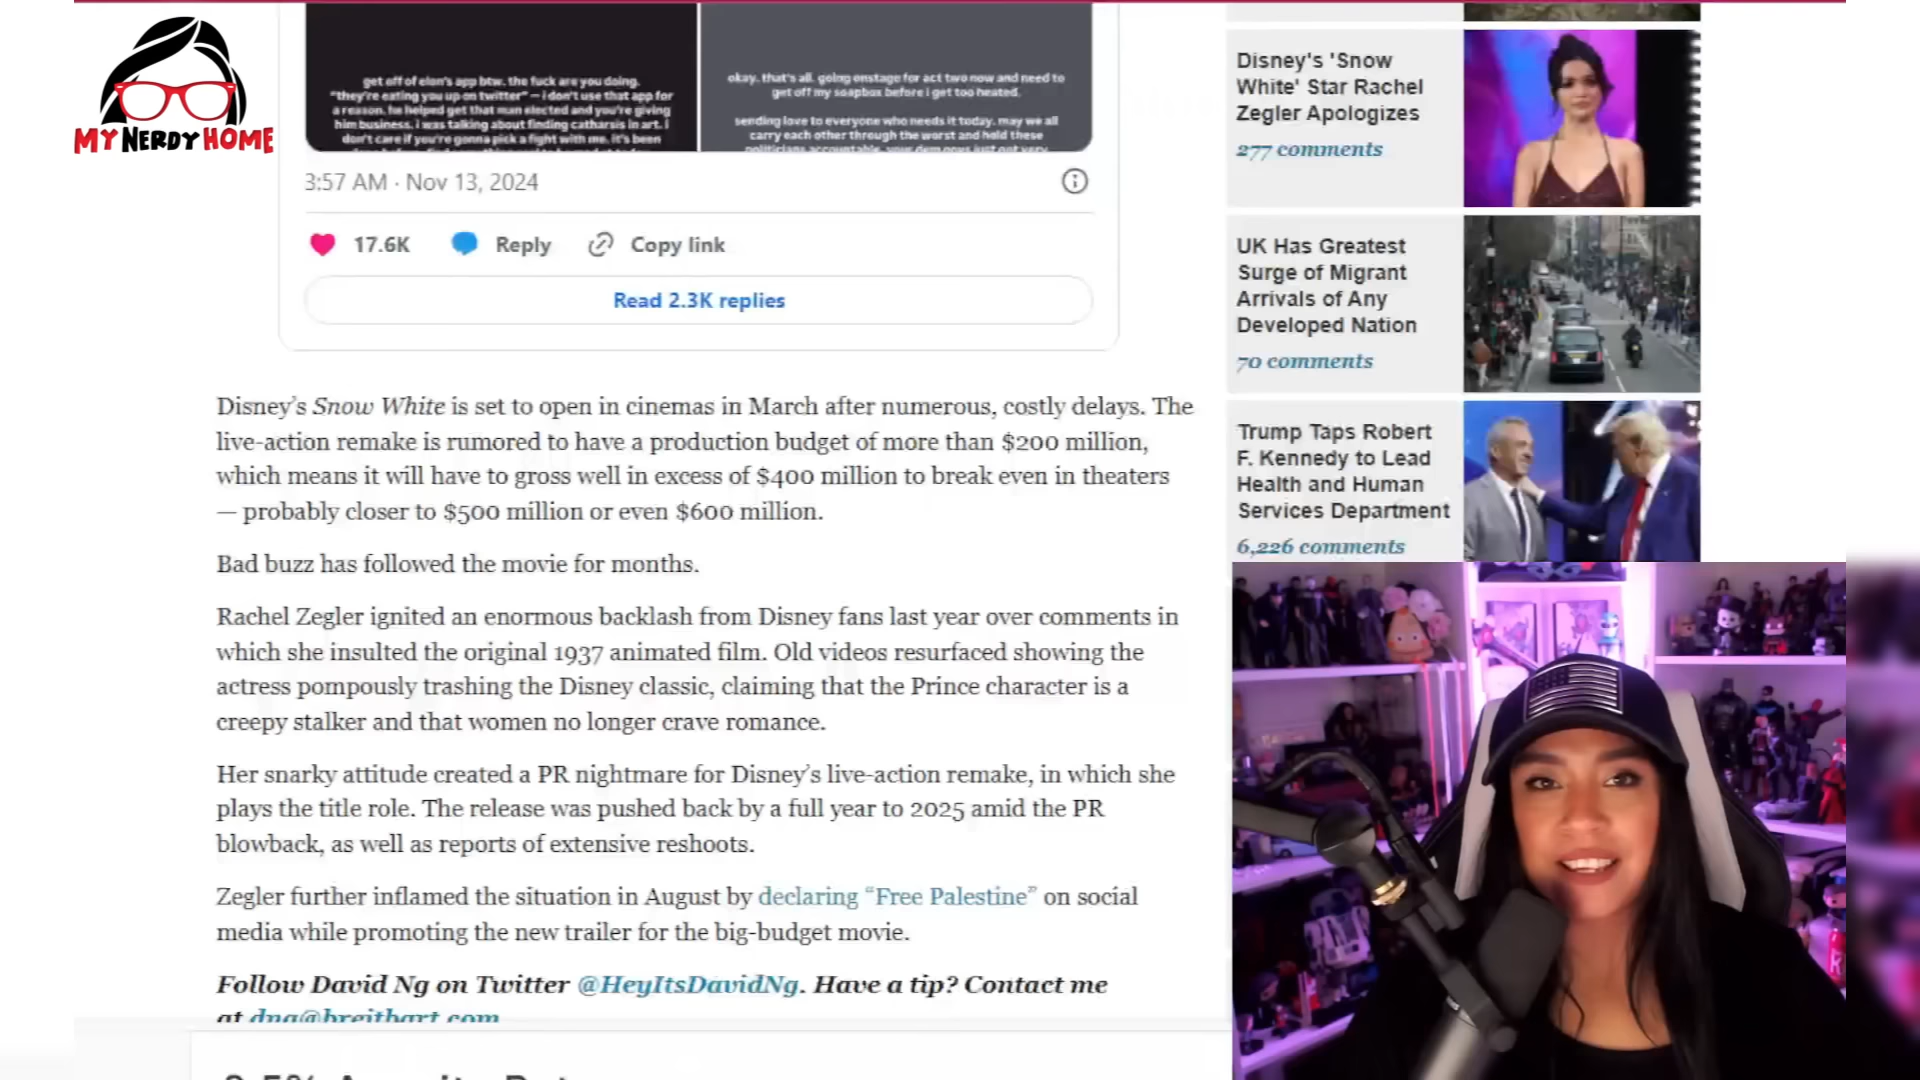 MY NERDY HOME
get off of elon's app btw. the fuck are you doing.
"they're eating you up on twitter" — i don't use that app for
a reason. he helped get that man elected and you're giving
him business. i was talking about finding catharsis in art. i
don't care if you're gonna pick a fight with me. it's been
okay. that's all. going onstage for act two now and need to
get off my soapbox before i get too heated.
sending love to everyone who needs it today. may we all
carry each other through the worst and hold these
politicians accountable.
3:57 AM · Nov 13, 2024
17.6K Reply Copy link
Read 2.3K replies
Disney's Snow White is set to open in cinemas in March after numerous, costly delays. The
live-action remake is rumored to have a production budget of more than $200 million,
which means it will have to gross well in excess of $400 million to break even in theaters
— probably closer to $500 million or even $600 million.
Bad buzz has followed the movie for months.
Rachel Zegler ignited an enormous backlash from Disney fans last year over comments in
which she insulted the original 1937 animated film. Old videos resurfaced showing the
actress pompously trashing the Disney classic, claiming that the Prince character is a
creepy stalker and that women no longer crave romance.
Her snarky attitude created a PR nightmare for Disney's live-action remake, in which she
plays the title role. The release was pushed back by a full year to 2025 amid the PR
blowback, as well as reports of extensive reshoots.
Zegler further inflamed the situation in August by declaring “Free Palestine” on social
media while promoting the new trailer for the big-budget movie.
Follow David Ng on Twitter @HeyItsDavidNg. Have a tip? Contact me
at dng@breitbart.com
Disney's 'Snow
White' Star Rachel
Zegler Apologizes
277 comments
UK Has Greatest
Surge of Migrant
Arrivals of Any
Developed Nation
70 comments
Trump Taps Robert
F. Kennedy to Lead
Health and Human
Services Department
6,226 comments